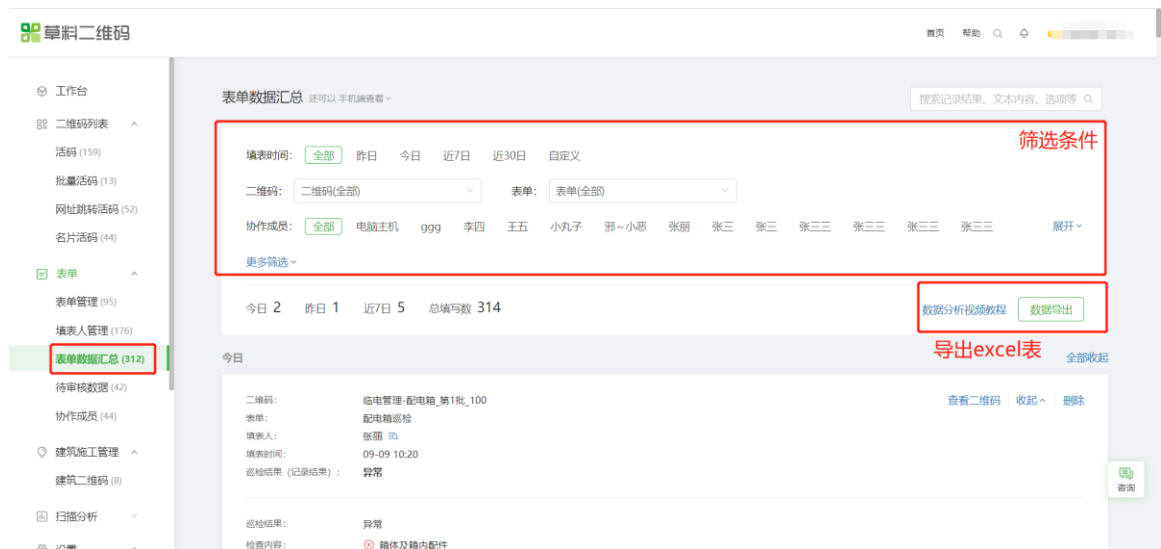 草料二维码
首页 帮助
工作台
二维码列表
活码 (159)
批量活码 (13)
网址跳转活码 (52)
名片活码 (44)
表单
表单管理 (95)
填表人管理 (176)
表单数据汇总 (312)
待审核数据 (42)
协作成员 (44)
建筑施工管理
建筑二维码 (8)
扫描分析
设置
表单数据汇总 还可以 手机端查看
搜索记录结果、文本内容、选项等
筛选条件
填表时间: 全部 昨日 今日 近7日 近30日 自定义
二维码: 二维码(全部) 表单: 表单(全部)
协作成员: 全部 电脑主机 ggg 李四 王五 小丸子 邪~小恶 张丽 张三 张三 张三三 张三三 张三三 张三三 展开
更多筛选
今日 2 昨日 1 近7日 5 总填写数 314
数据分析视频教程 数据导出
导出excel表
今日
全部收起
二维码: 临电管理-配电箱_第1批_100
查看二维码 收起 删除
表单: 配电箱巡检
填表人: 张丽
填表时间: 09-09 10:20
巡检结果（记录结果）: 异常
咨询
巡检结果: 异常
检查内容: 箱体及箱内配件